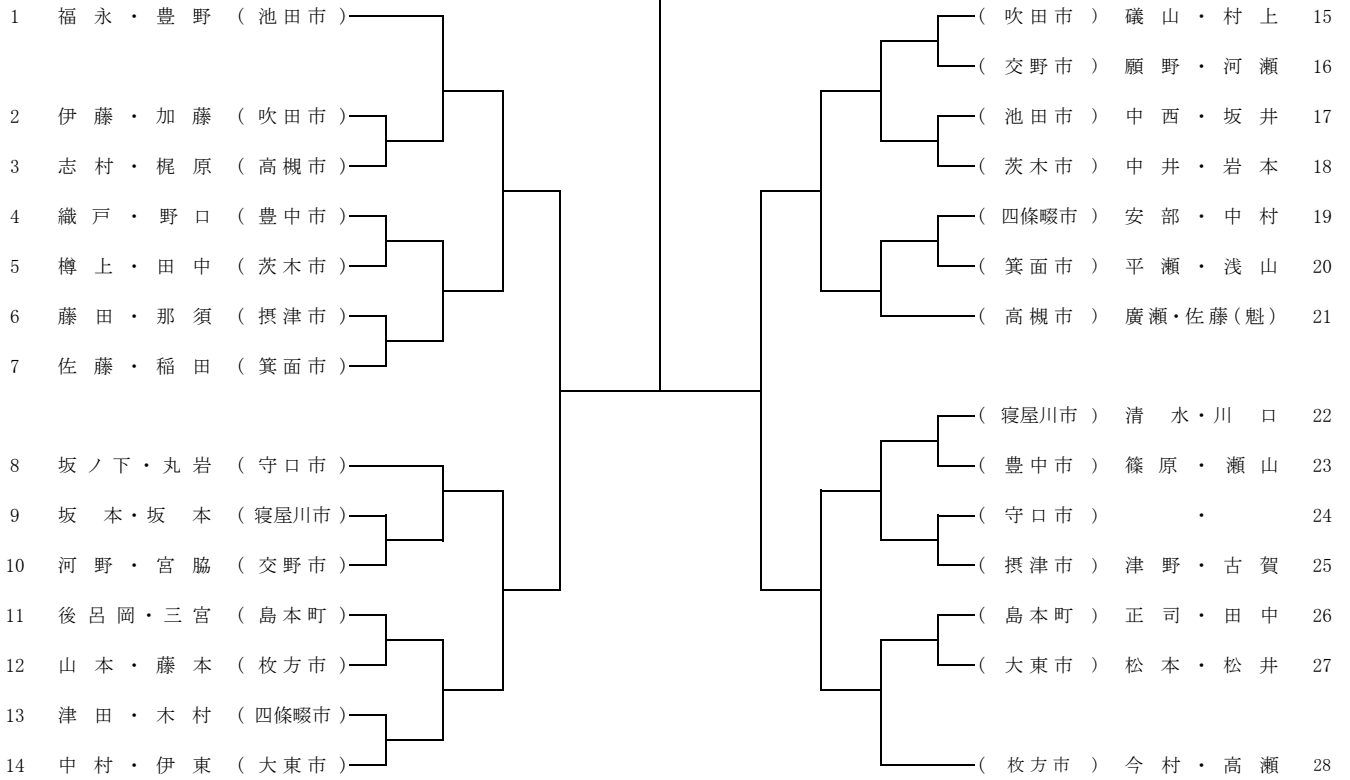 1 福永・豊野 (池田市)
2 伊藤・加藤 (吹田市)
3 志村・梶原 (高槻市)
4 織戸・野口 (豊中市)
5 樽上・田中 (茨木市)
6 藤田・那須 (摂津市)
7 佐藤・稲田 (箕面市)
8 坂ノ下・丸岩 (守口市)
9 坂本・坂本 (寝屋川市)
10 河野・宮脇 (交野市)
11 後呂岡・三宮 (島本町)
12 山本・藤本 (枚方市)
13 津田・木村 (四條畷市)
14 中村・伊東 (大東市)
(吹田市) 礒山・村上 15
(交野市) 願野・河瀬 16
(池田市) 中西・坂井 17
(茨木市) 中井・岩本 18
(四條畷市) 安部・中村 19
(箕面市) 平瀬・浅山 20
(高槻市) 廣瀬・佐藤(魁) 21
(寝屋川市) 清水・川口 22
(豊中市) 篠原・瀬山 23
(守口市) ・ 24
(摂津市) 津野・古賀 25
(島本町) 正司・田中 26
(大東市) 松本・松井 27
(枚方市) 今村・高瀬 28